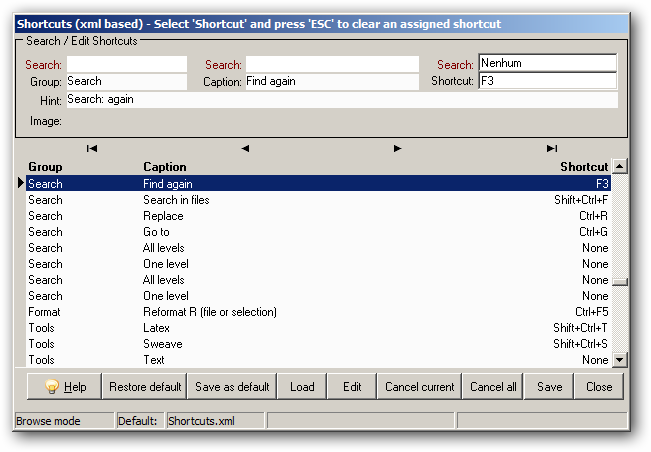 Shortcuts (xml based) - Select 'Shortcut' and press 'ESC' to clear an assigned shortcut
Search / Edit Shortcuts
Search: Search: Search: Nenhum
Group: Search Caption: Find again Shortcut: F3
Hint: Search: again
Image:
Group Caption Shortcut
Search Find again F3
Search Search in files Shift+Ctrl+F
Search Replace Ctrl+R
Search Go to Ctrl+G
Search All levels None
Search One level None
Search All levels None
Search One level None
Format Reformat R (file or selection) Ctrl+F5
Tools Latex Shift+Ctrl+T
Tools Sweave Shift+Ctrl+S
Tools Text None
Help Restore default Save as default Load Edit Cancel current Cancel all Save Close
Browse mode Default: Shortcuts.xml